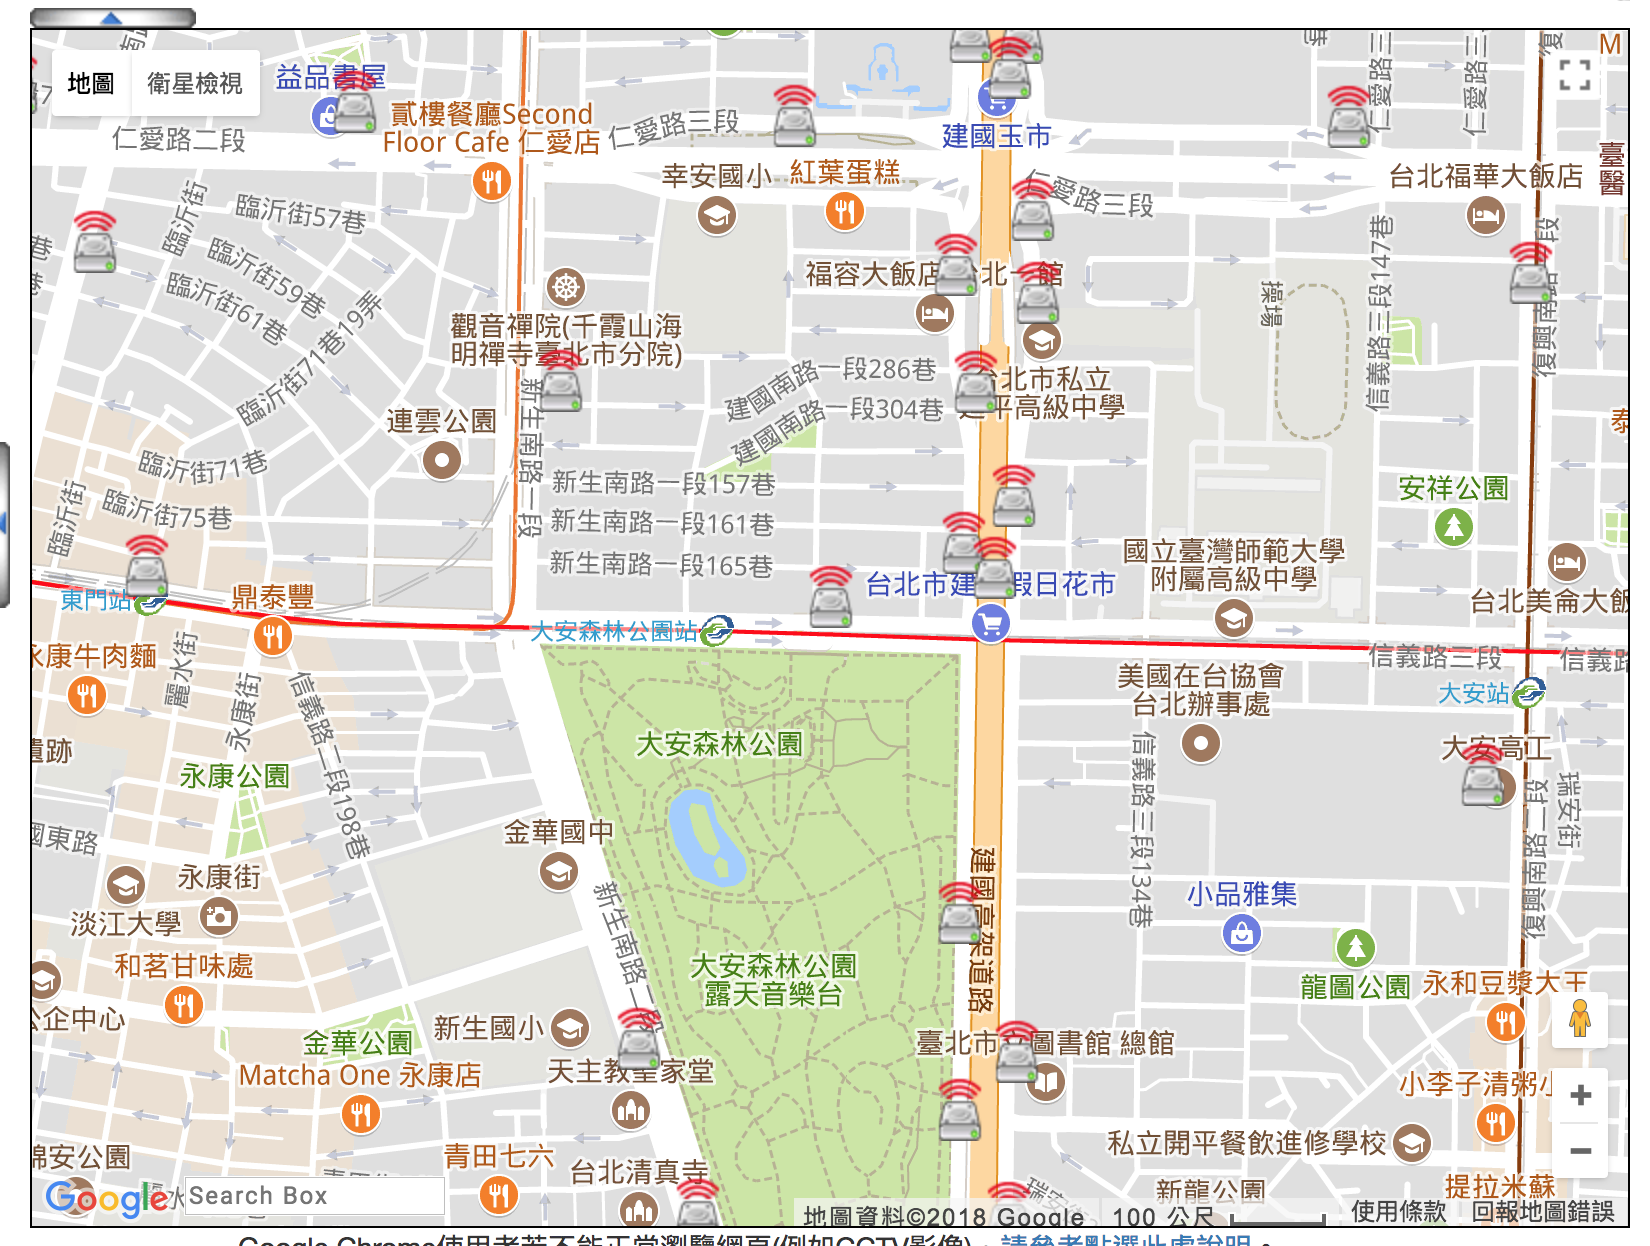 地圖
衛星檢視
益品書屋
貳樓餐廳Second
Floor Cafe 仁愛店
仁愛路二段
仁愛路三段
建國玉市
仁愛路三段
仁愛路三
幸安國小
紅葉蛋糕
仁愛路三段
台北福華大飯店
臺
醫
臨沂街
臨沂街57巷
臨沂街59巷
臨沂街61巷
臨沂街71巷19弄
觀音禪院(千霞山海
明禪寺臺北市分院)
福容大飯店
操場
信義路三段147巷
建國南路一段286巷
建國南路一段304巷
台北市私立
平高級中學
連雲公園
新生南路一段
臨沂街71巷
臨沂街75巷
臨沂街
新生南路一段157巷
新生南路一段161巷
新生南路一段165巷
安祥公園
國立臺灣師範大學
附屬高級中學
台北美侖大飯
東門站
鼎泰豐
大安森林公園站
台北市建
假日花市
信義路三段
信義路
永康牛肉麵
麗水街
永康街
信義路二段198巷
美國在台協會
台北辦事處
大安站
大安高工
遺跡
永康公園
大安森林公園
信義路三段134巷
瑞安街
復興南路二段
國東路
金華國中
永康街
淡江大學
新生南路二段
建國高架道路
小品雅集
龍圖公園
和茗甘味處
大安森林公園
露天音樂台
永和豆漿大王
公企中心
金華公園
新生國小
臺北市
圖書館 總館
Matcha One 永康店
天主教聖家堂
小李子清粥小
錦安公園
青田七六
台北清真寺
私立開平餐飲進修學校
新龍公園
提拉米蘇
Google
Search Box
地圖資料©2018 Google
100 公尺
使用條款
回報地圖錯誤
Google Chrome使用者若不能正常瀏覽網頁(例如CCTV影像)，請參考點選此處說明。